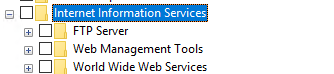 Internet Information Services
FTP Server
Web Management Tools
World Wide Web Services